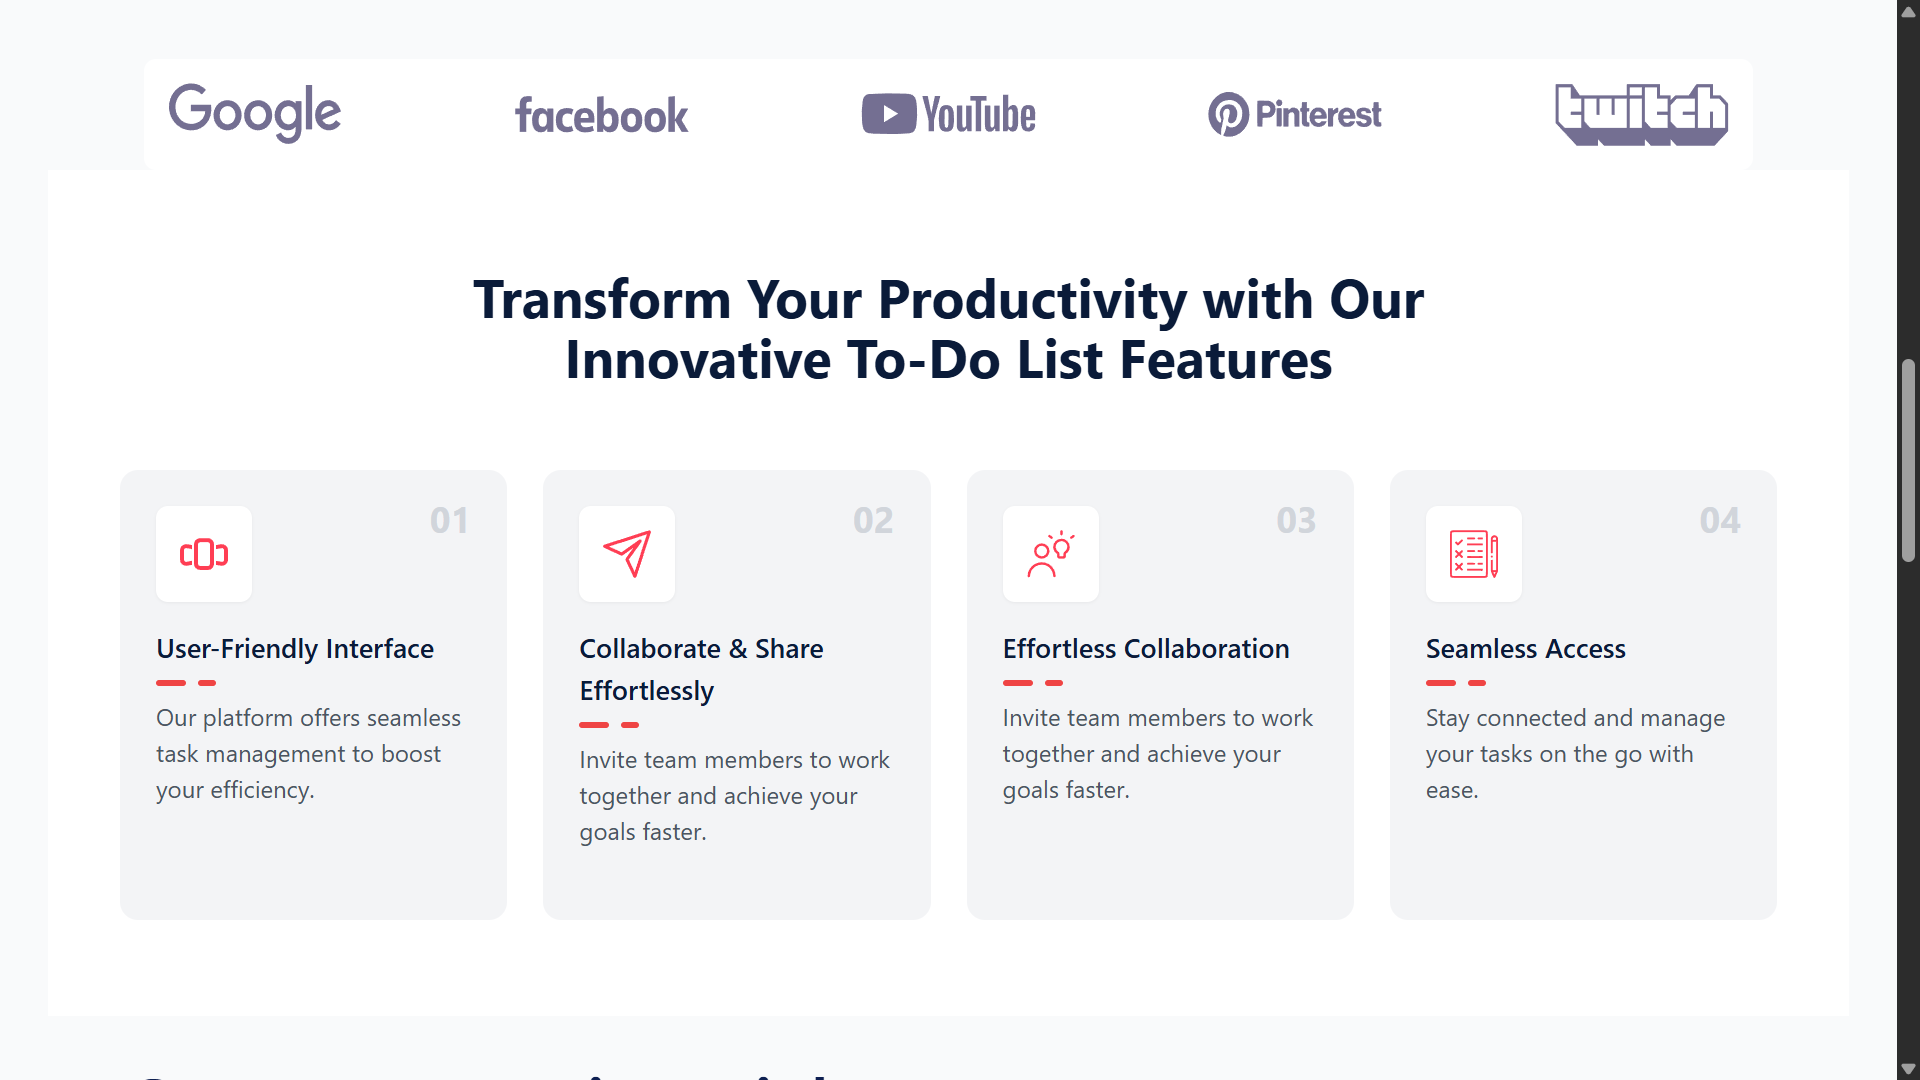 Google
facebook
YouTube
Pinterest
twitch
Transform Your Productivity with Our
Innovative To-Do List Features
01
User-Friendly Interface
Our platform offers seamless
task management to boost
your efficiency.
02
Collaborate & Share
Effortlessly
Invite team members to work
together and achieve your
goals faster.
03
Effortless Collaboration
Invite team members to work
together and achieve your
goals faster.
04
Seamless Access
Stay connected and manage
your tasks on the go with
ease.